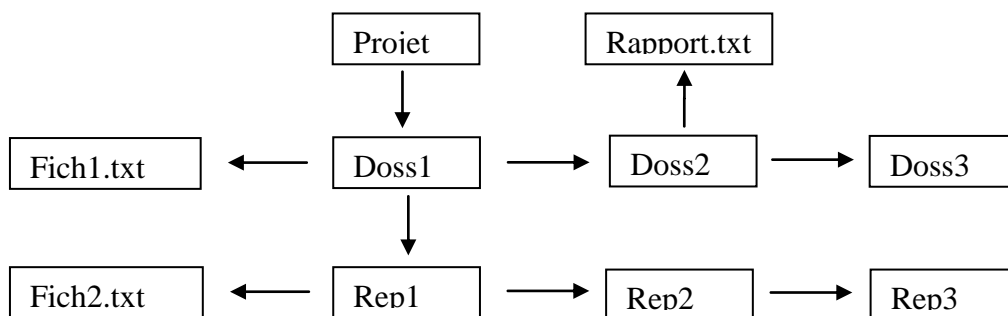 Projet
Rapport.txt
Fich1.txt
Doss1
Doss2
Doss3
Fich2.txt
Rep1
Rep2
Rep3